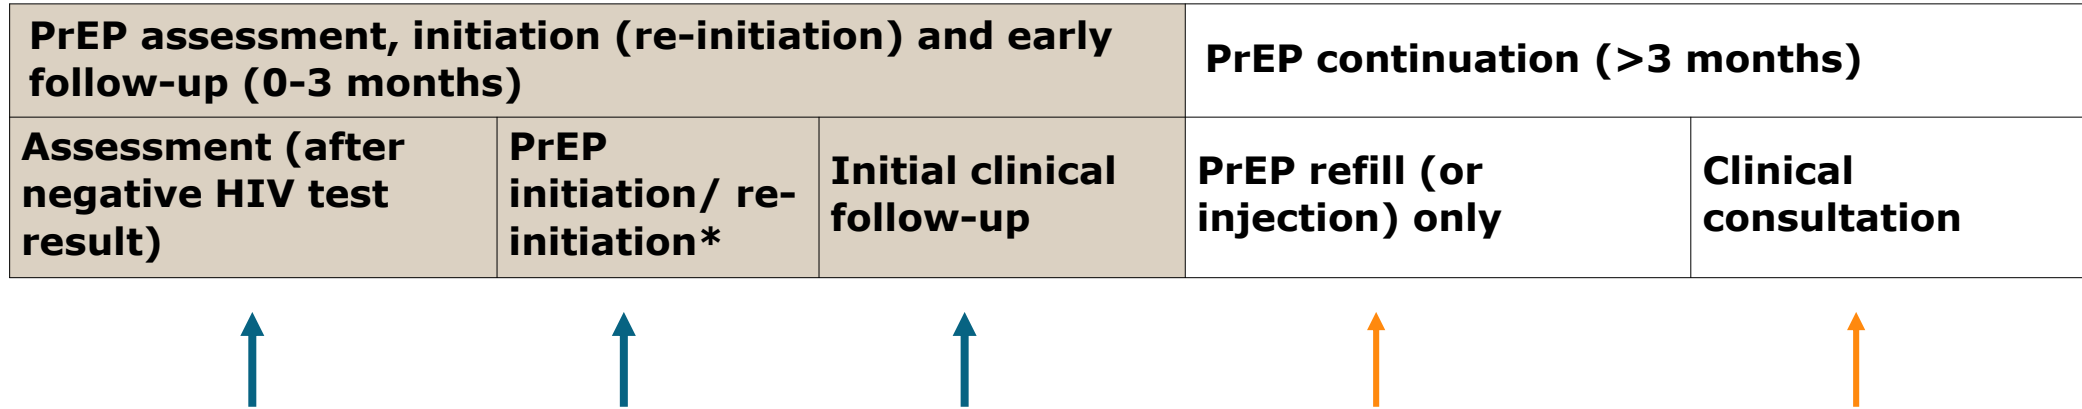 PrEP assessment, initiation (re-initiation) and early
follow-up (0-3 months)
PrEP continuation (>3 months)
Assessment (after
negative HIV test
result)
PrEP
initiation/ re-
initiation*
Initial clinical
follow-up
PrEP refill (or
injection) only
Clinical
consultation